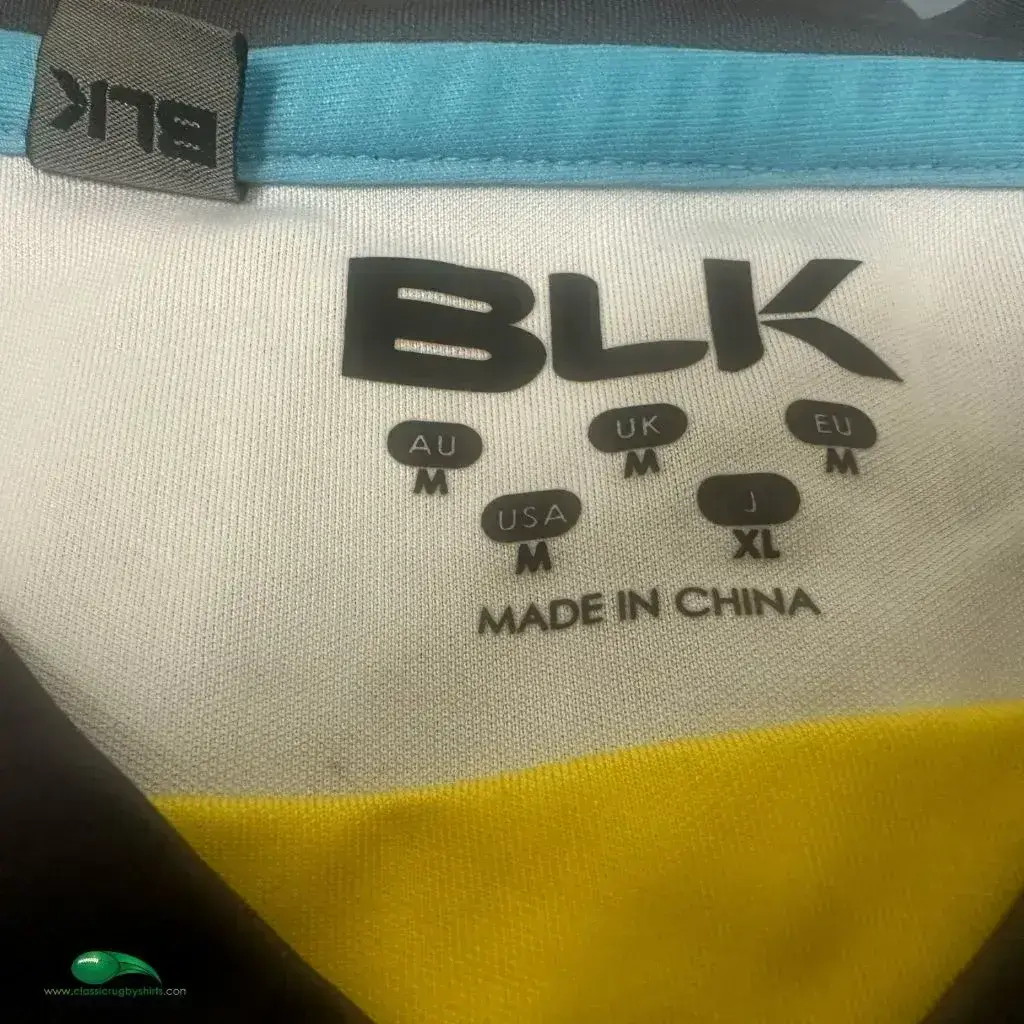 BLK
BLK
AU UK EU
M M M
USA J
M XL
MADE IN CHINA
www.classicrugbyshirts.com